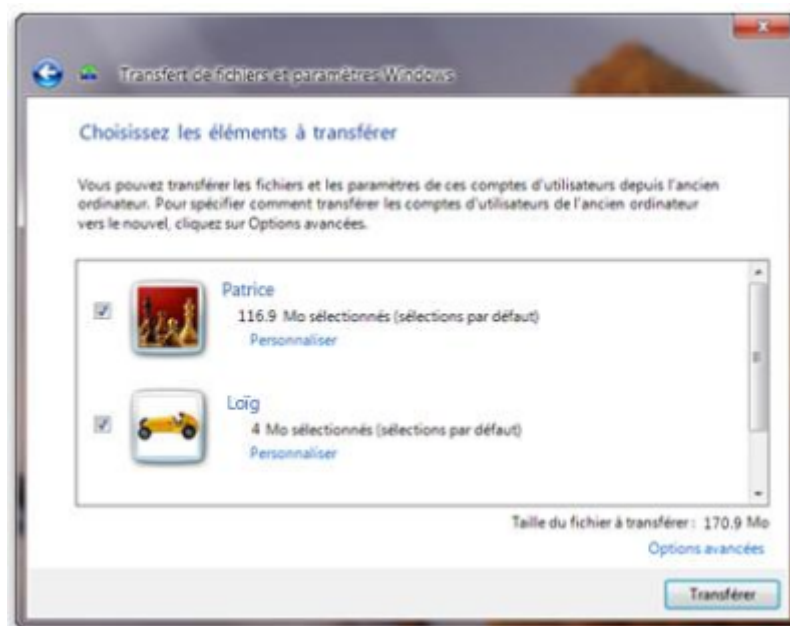 Transfert de fichiers et paramètres Windows
Choisissez les éléments à transférer
Vous pouvez transférer les fichiers et les paramètres de ces comptes d'utilisateurs depuis l'ancien
ordinateur. Pour spécifier comment transférer les comptes d'utilisateurs de l'ancien ordinateur
vers le nouvel, cliquez sur Options avancées.
Patrice
116.9 Mo sélectionnés (sélections par défaut)
Personnaliser
Loïg
4 Mo sélectionnés (sélections par défaut)
Personnaliser
Taille du fichier à transférer : 170.9 Mo
Options avancées
Transférer